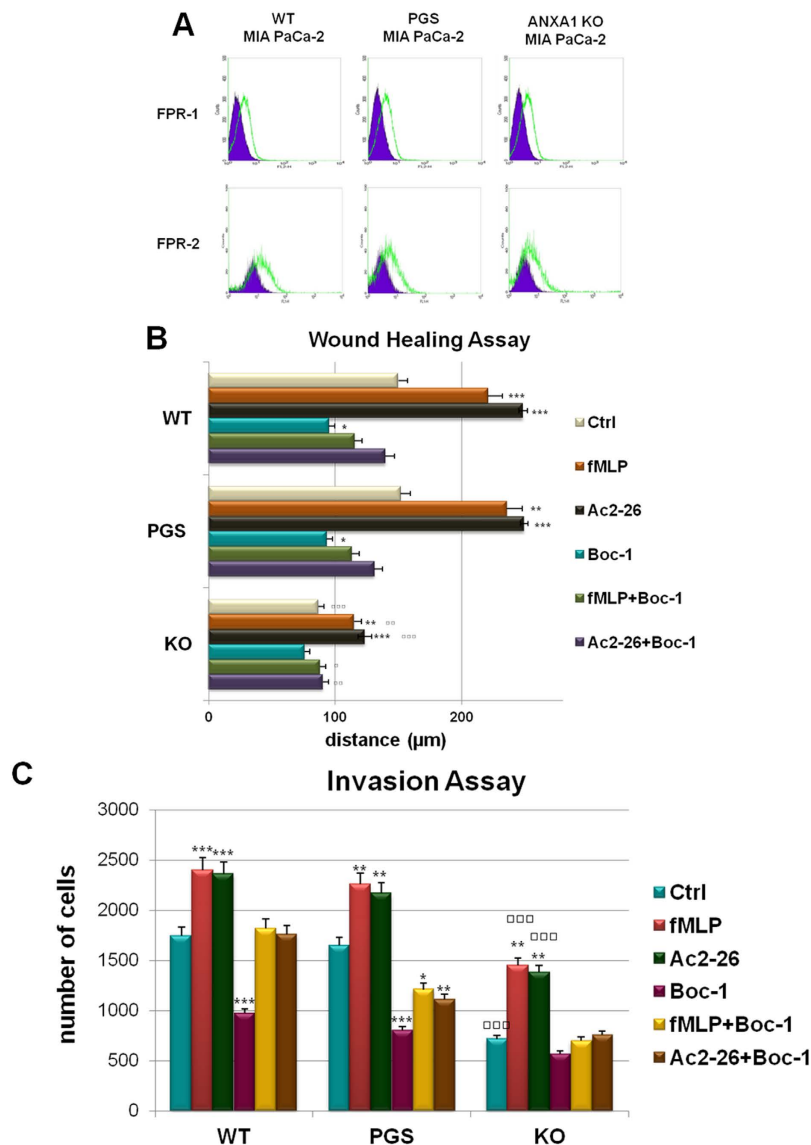 A
WT
MIA PaCa-2
PGS
MIA PaCa-2
ANXA1 KO
MIA PaCa-2
FPR-1
FPR-2
B
Wound Healing Assay
WT
***
***
*
PGS
**
***
*
KO
¤¤¤
** ¤¤
*** ¤¤¤
¤
¤¤
0 100 200
distance (µm)
Ctrl
fMLP
Ac2-26
Boc-1
fMLP+Boc-1
Ac2-26+Boc-1
C
Invasion Assay
number of cells
3000
2500
2000
1500
1000
500
0
*** ***
***
** **
***
*
**
□□□
□□□
** **
□□□
WT PGS KO
Ctrl
fMLP
Ac2-26
Boc-1
fMLP+Boc-1
Ac2-26+Boc-1